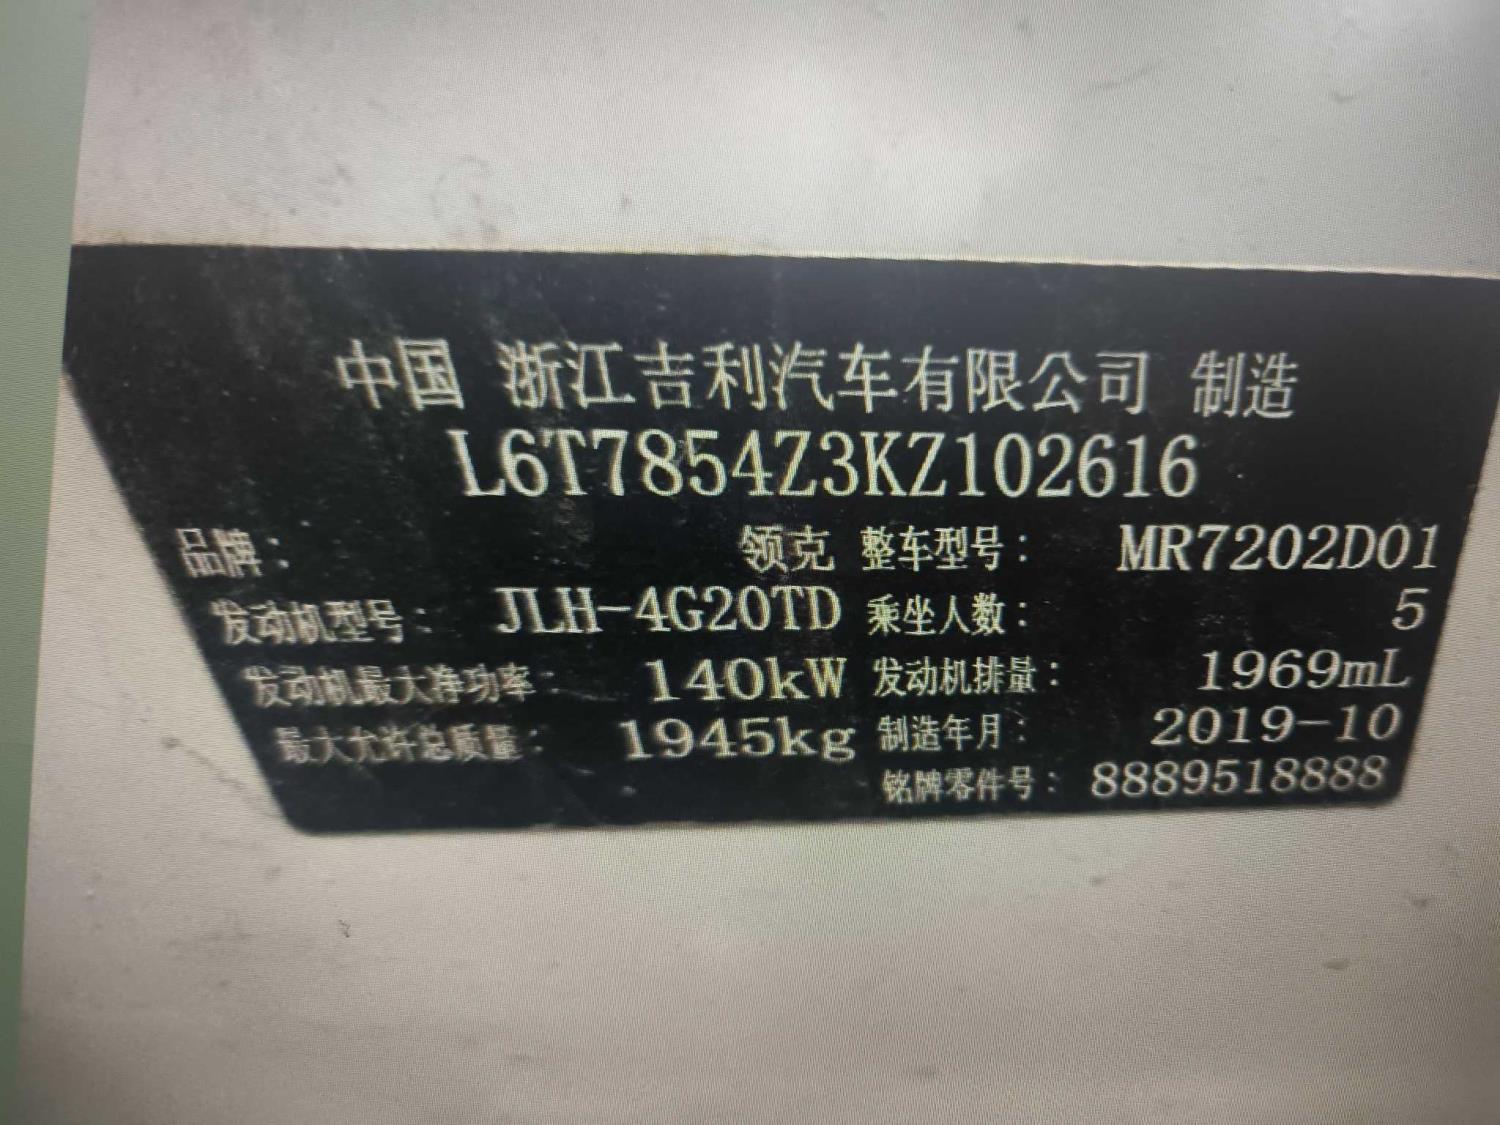 中国 浙江吉利汽车有限公司 制造
L6T7854Z3KZ102616
品牌： 领克 整车型号： MR7202D01
发动机型号： JLH-4G20TD 乘坐人数： 5
发动机最大净功率： 140kW 发动机排量： 1969mL
最大允许总质量： 1945kg 制造年月： 2019-10
铭牌零件号： 8889518888